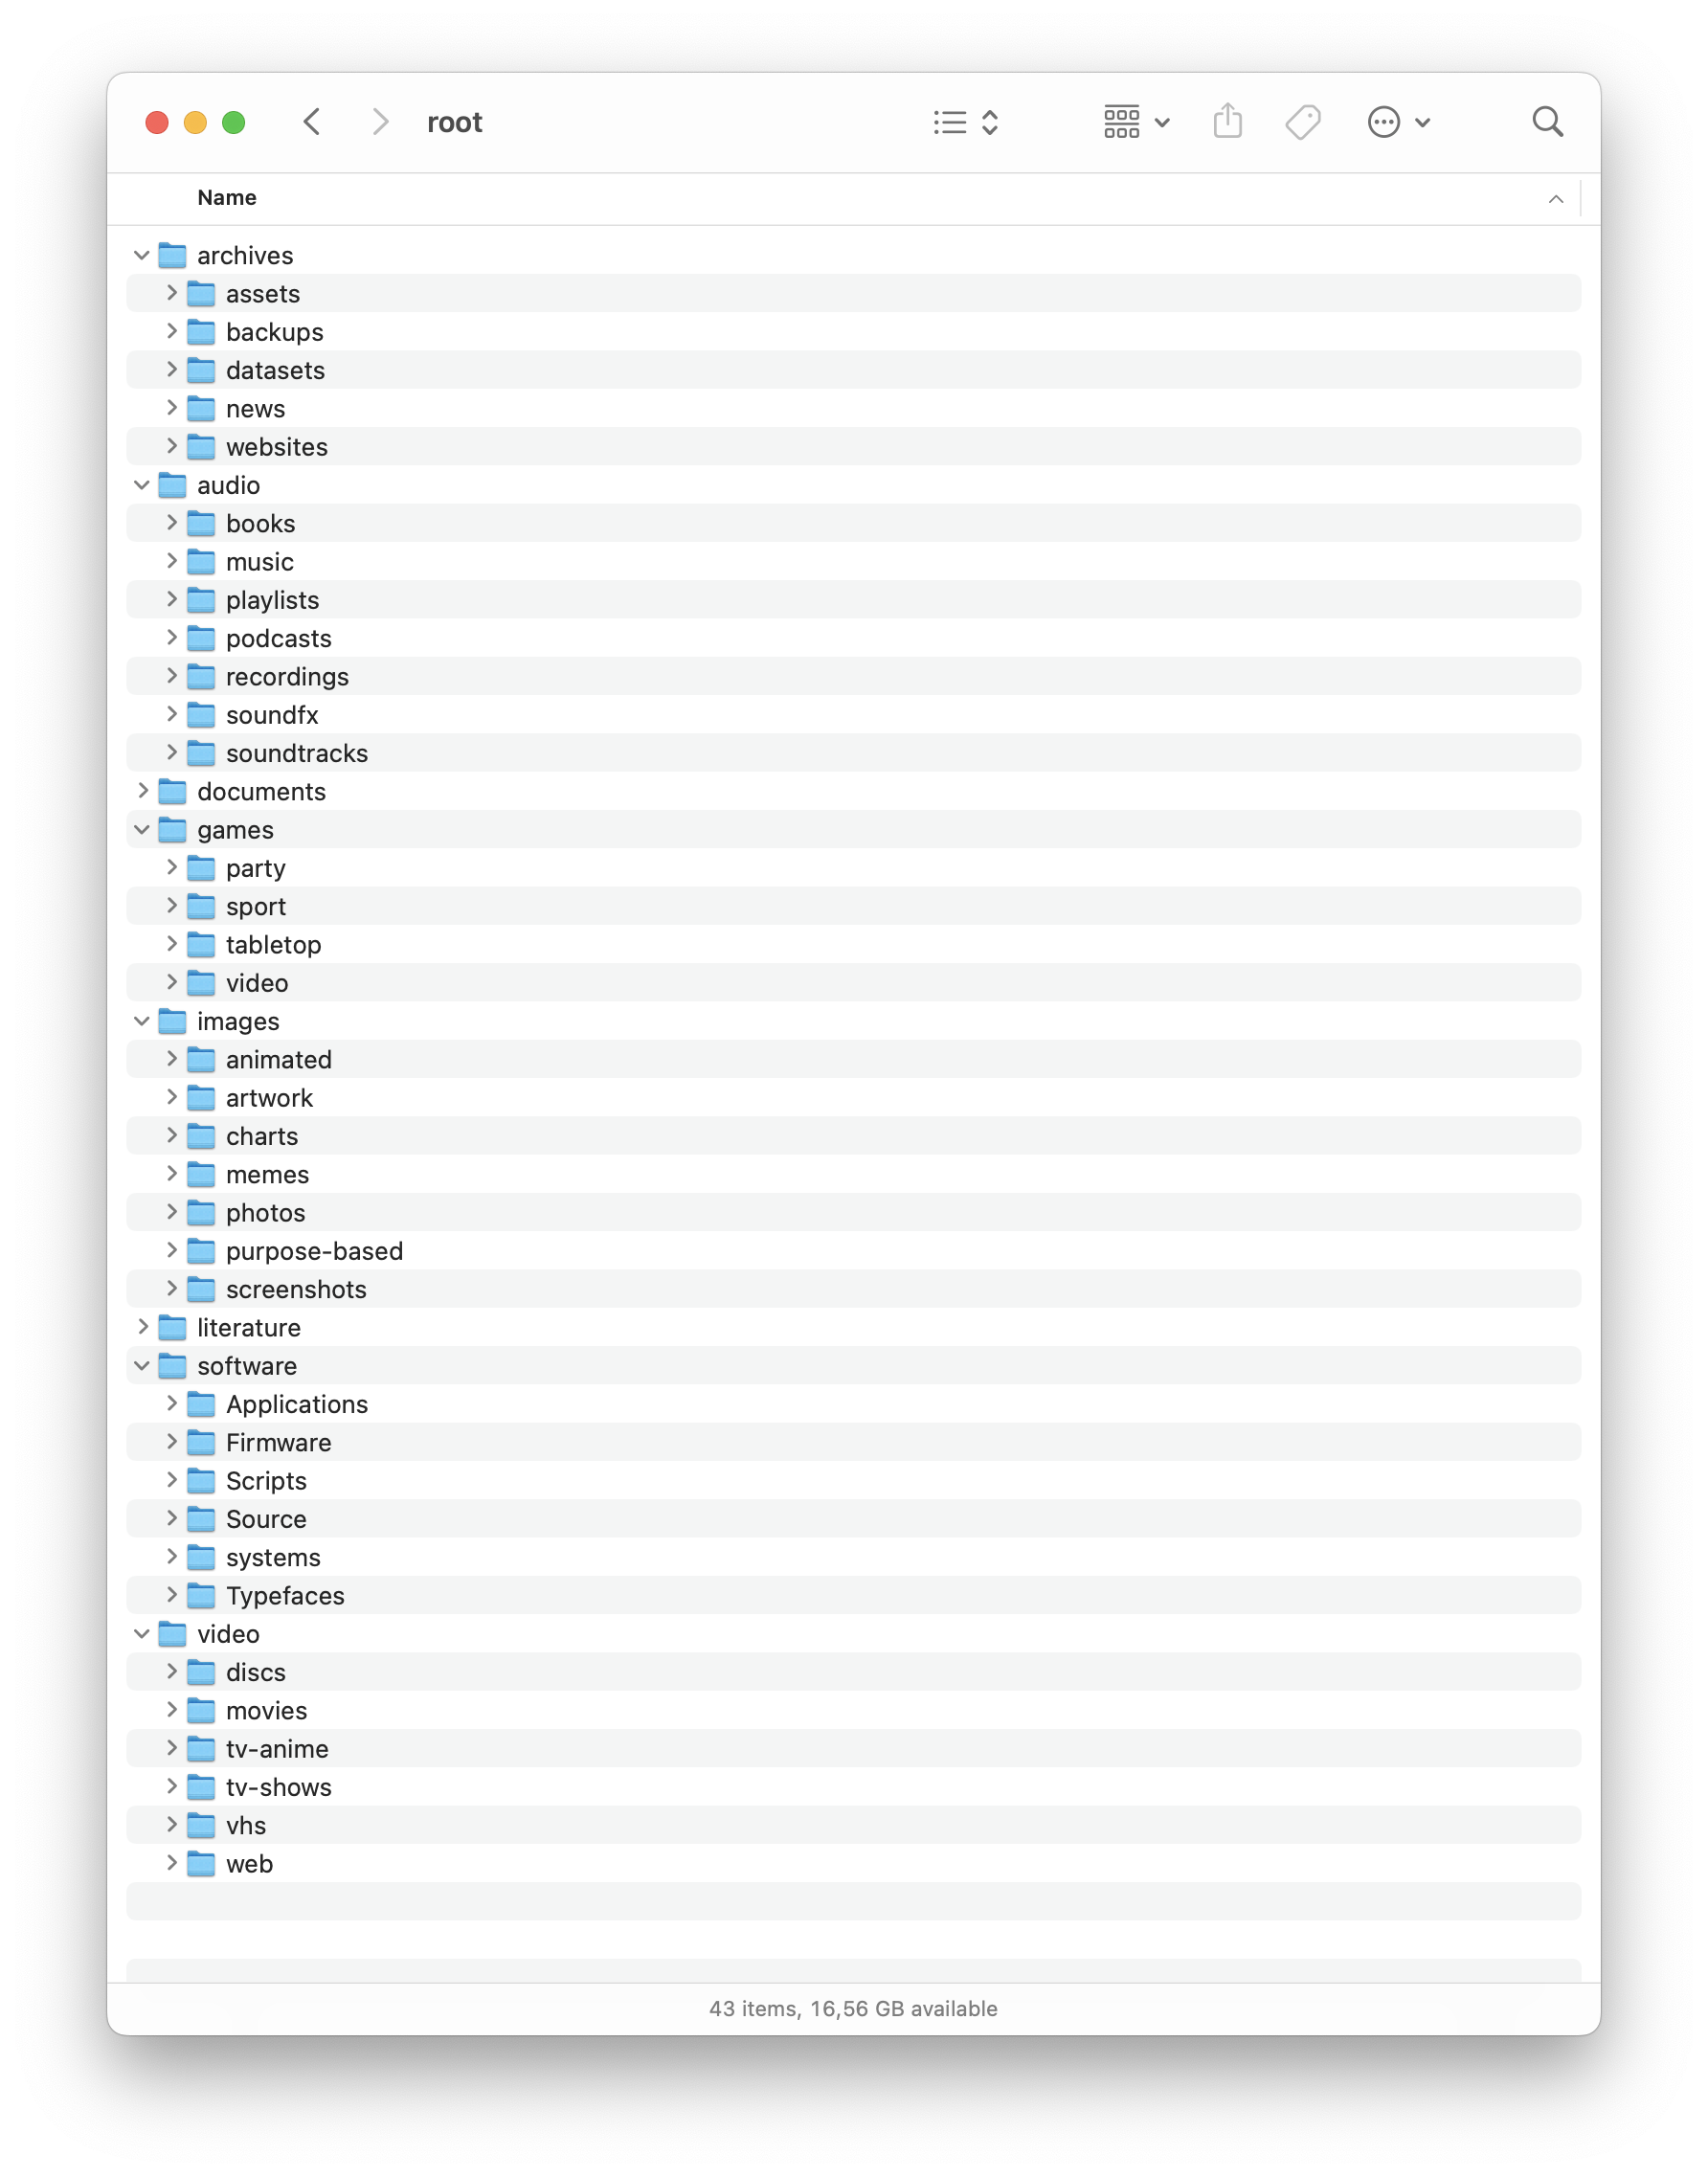 root
Name
archives
assets
backups
datasets
news
websites
audio
books
music
playlists
podcasts
recordings
soundfx
soundtracks
documents
games
party
sport
tabletop
video
images
animated
artwork
charts
memes
photos
purpose-based
screenshots
literature
software
Applications
Firmware
Scripts
Source
systems
Typefaces
video
discs
movies
tv-anime
tv-shows
vhs
web
43 items, 16,56 GB available